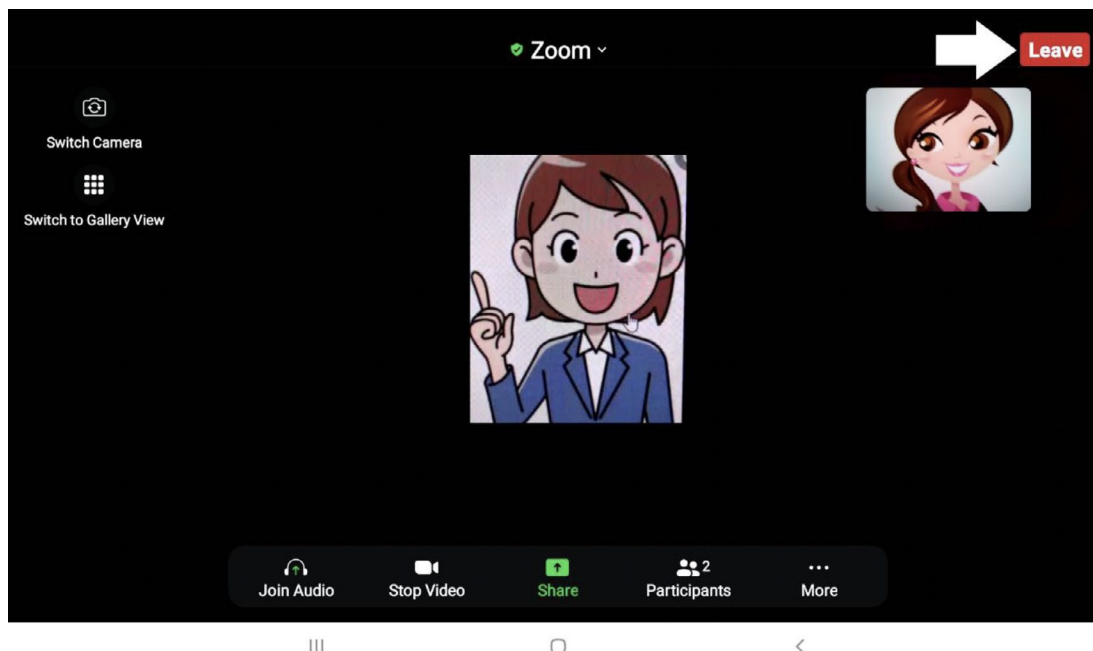 Zoom
Leave
Switch Camera
Switch to Gallery View
Join Audio
Stop Video
Share
2
Participants
More